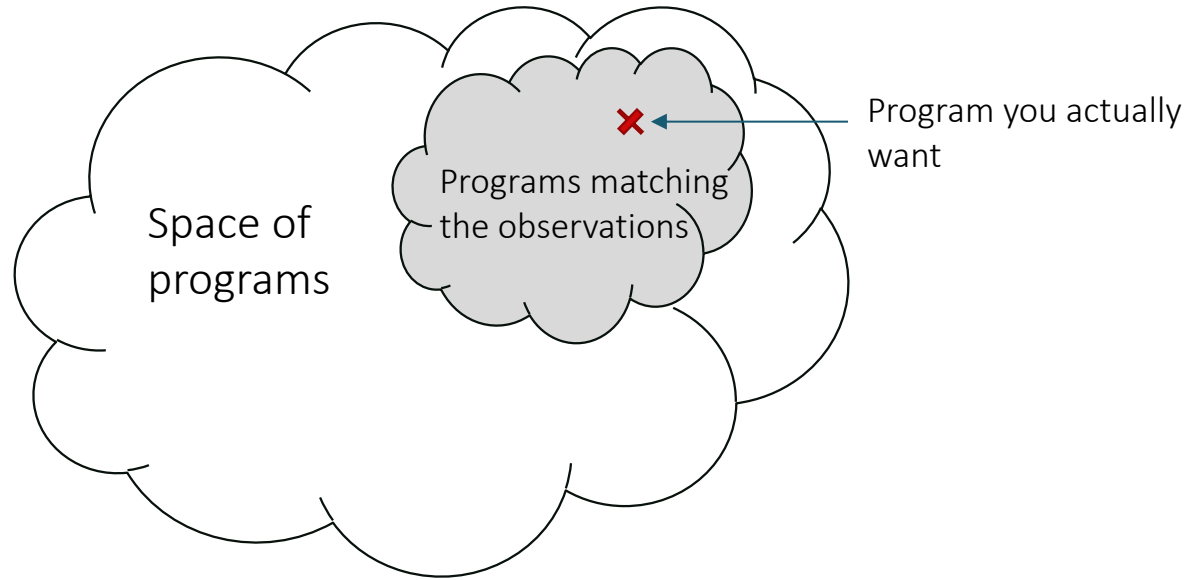 Program you actually
want
Programs matching
the observations
Space of
programs